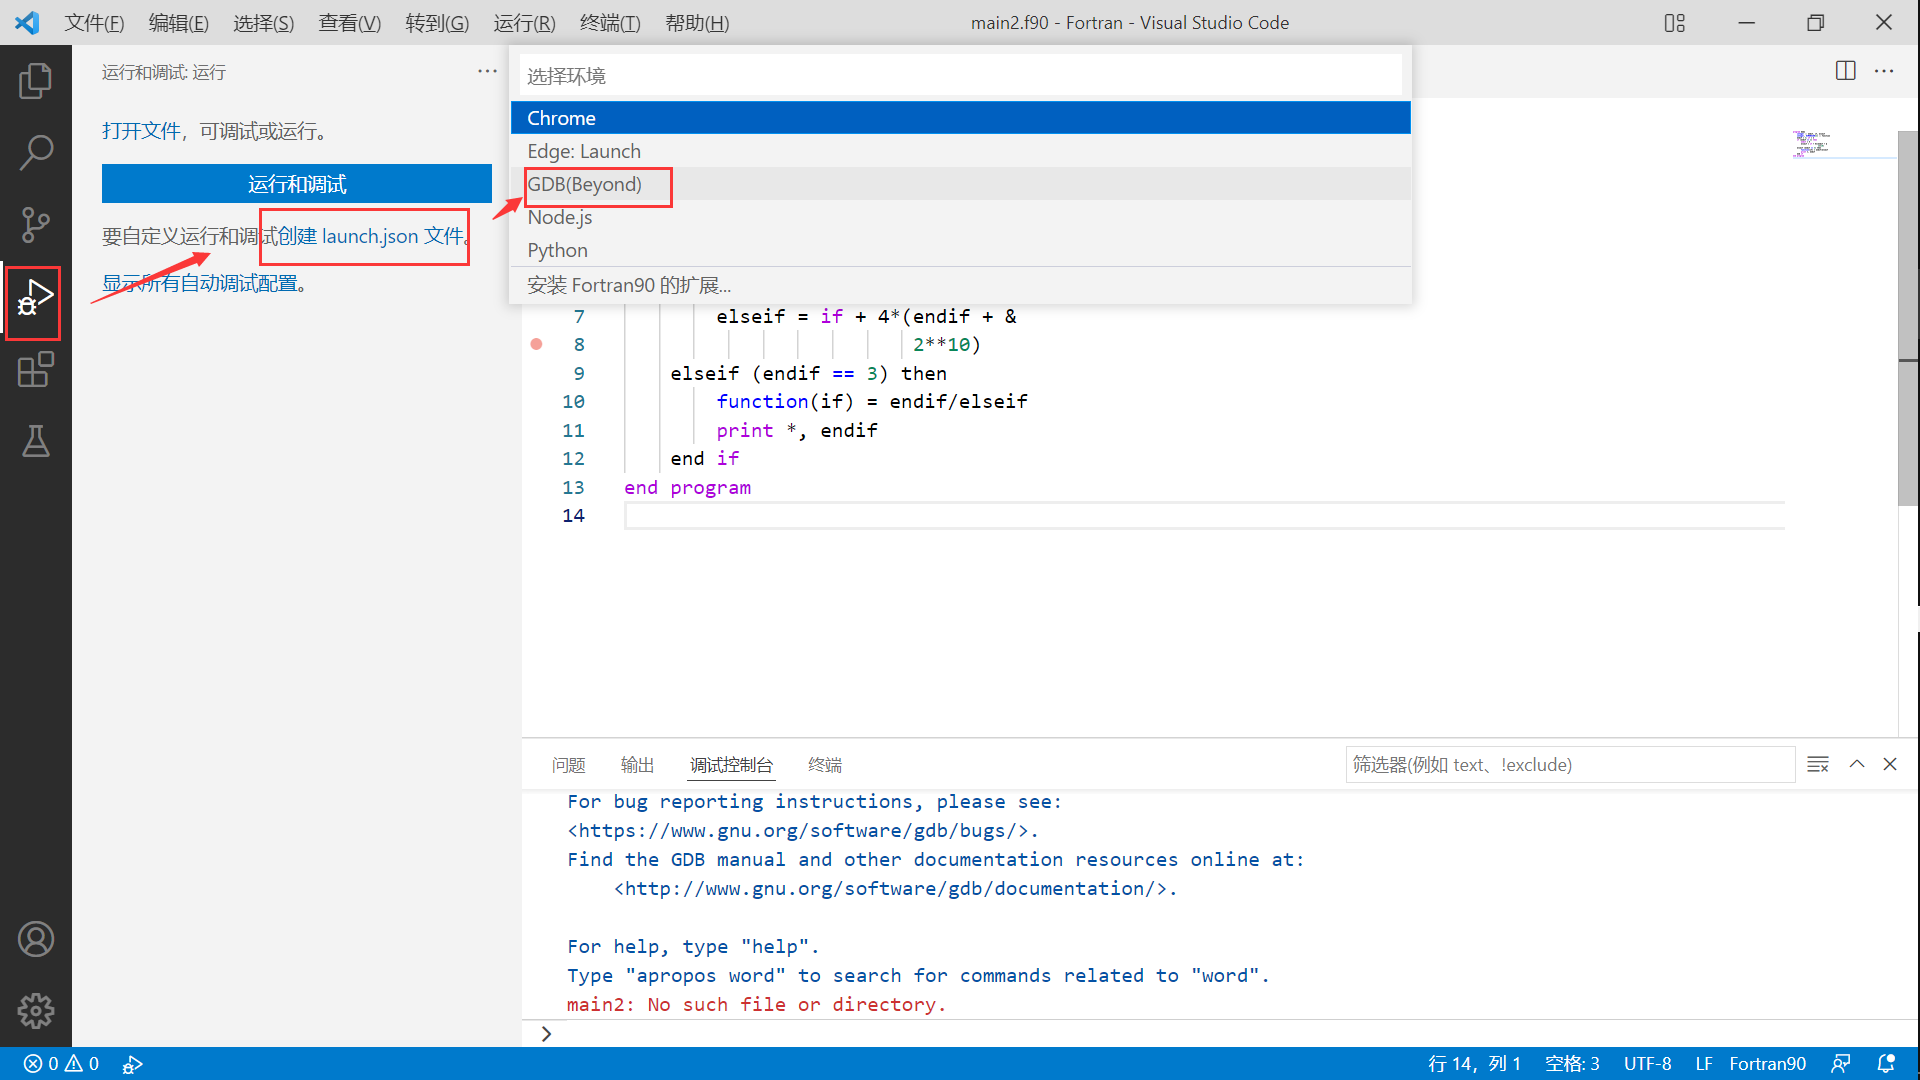 文件(F) 编辑(E) 选择(S) 查看(V) 转到(G) 运行(R) 终端(T) 帮助(H)
main2.f90 - Fortran - Visual Studio Code
运行和调试: 运行
打开文件，可调试或运行。
运行和调试
要自定义运行和调试创建 launch.json 文件。
显示所有自动调试配置。
选择环境
Chrome
Edge: Launch
GDB(Beyond)
Node.js
Python
安装 Fortran90 的扩展...
7 elseif = if + 4*(endif + &
8 2**10)
9 elseif (endif == 3) then
10 function(if) = endif/elseif
11 print *, endif
12 end if
13 end program
14
问题 输出 调试控制台 终端
筛选器(例如 text、!exclude)
For bug reporting instructions, please see:
<https://www.gnu.org/software/gdb/bugs/>.
Find the GDB manual and other documentation resources online at:
<http://www.gnu.org/software/gdb/documentation/>.
For help, type "help".
Type "apropos word" to search for commands related to "word".
main2: No such file or directory.
0 0
行 14，列 1 空格: 3 UTF-8 LF Fortran90